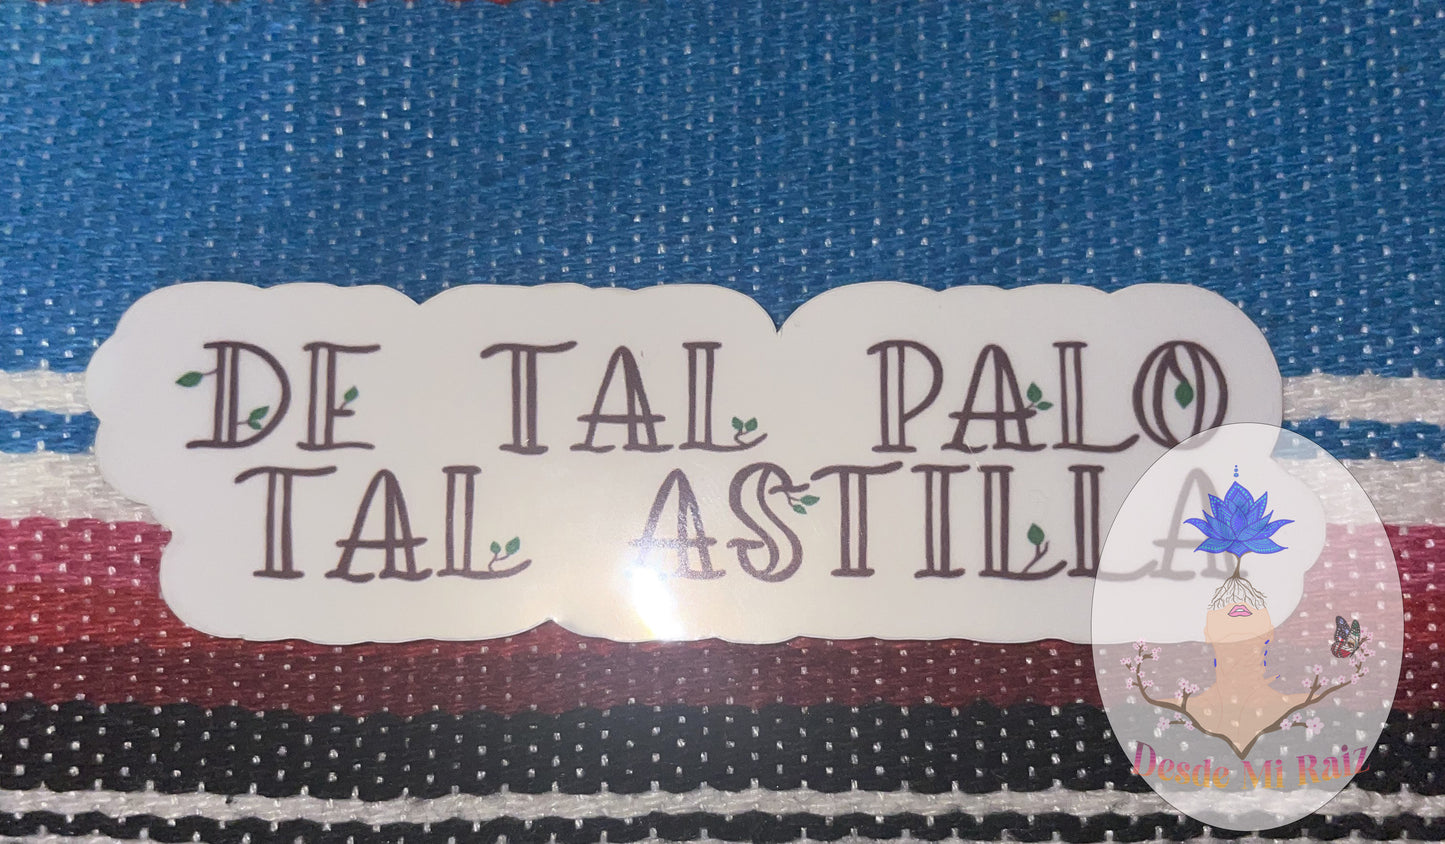 DE TAL PALO
TAL ASTILLA
Desde Mi Raiz